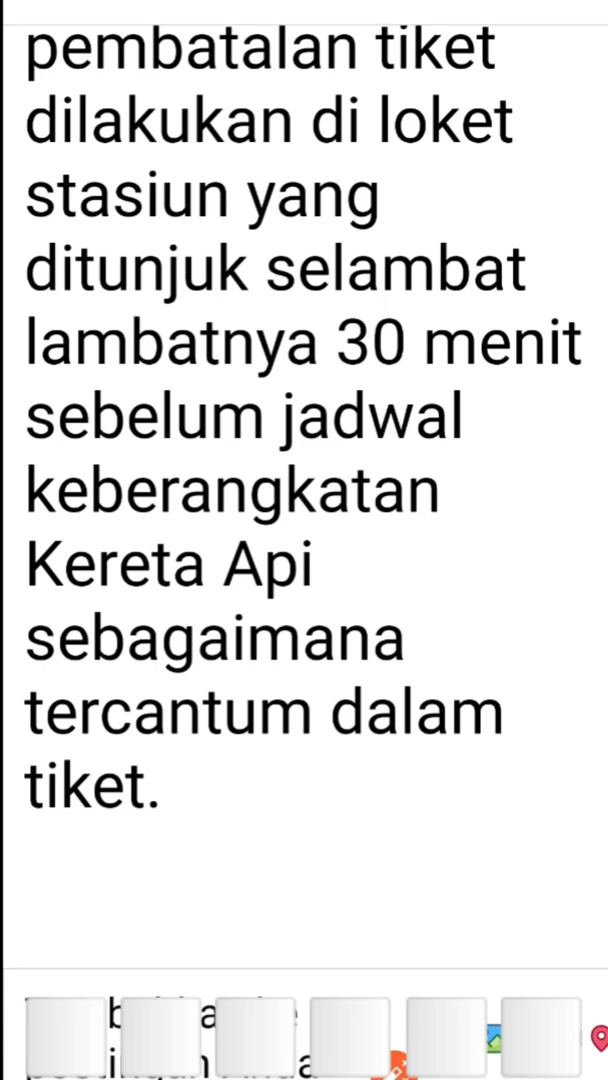 pembatalan tiket
dilakukan di loket
stasiun yang
ditunjuk selambat
lambatnya 30 menit
sebelum jadwal
keberangkatan
Kereta Api
sebagaimana
tercantum dalam
tiket.